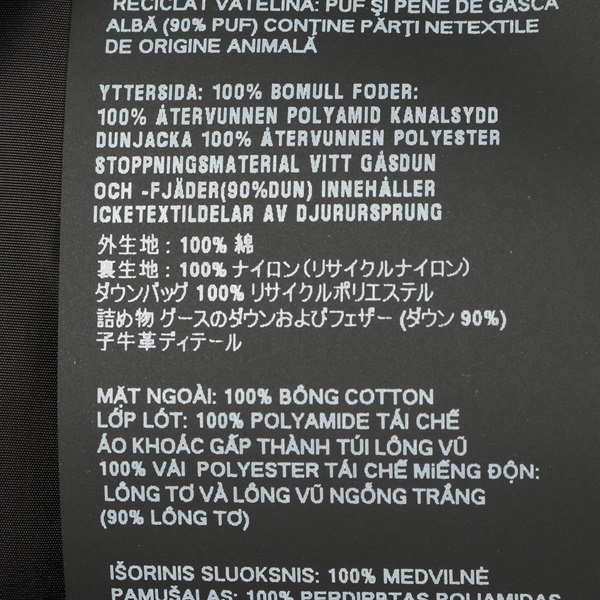 RECICLAT VATELINA: PUF ȘI PENE DE GÂSCĂ
ALBĂ (90% PUF) CONȚINE PĂRȚI NETEXTILE
DE ORIGINE ANIMALĂ
YTTERSIDA: 100% BOMULL FODER:
100% ÅTERVUNNEN POLYAMID KANALSYDD
DUNJACKA 100% ÅTERVUNNEN POLYESTER
STOPPNINGSMATERIAL VITT GÅSDUN
OCH -FJÄDER(90%DUN) INNEHÅLLER
ICKETEXTILDELAR AV DJURURSPRUNG
外生地 : 100% 綿
裏生地 : 100% ナイロン(リサイクルナイロン)
ダウンバッグ 100% リサイクルポリエステル
詰め物 グースのダウンおよびフェザー (ダウン 90%)
子牛革ディテール
MẶT NGOÀI: 100% BÔNG COTTON
LỚP LÓT: 100% POLYAMIDE TÁI CHẾ
ÁO KHOÁC GẤP THÀNH TÚI LÔNG VŨ
100% VẢI POLYESTER TÁI CHẾ MIẾNG ĐỘN:
LÔNG TƠ VÀ LÔNG VŨ NGỖNG TRẮNG
(90% LÔNG TƠ)
IŠORINIS SLUOKSNIS: 100% MEDVILNĖ
PAMUŠALAS: 100% PERDIRBTAS POLIAMIDAS